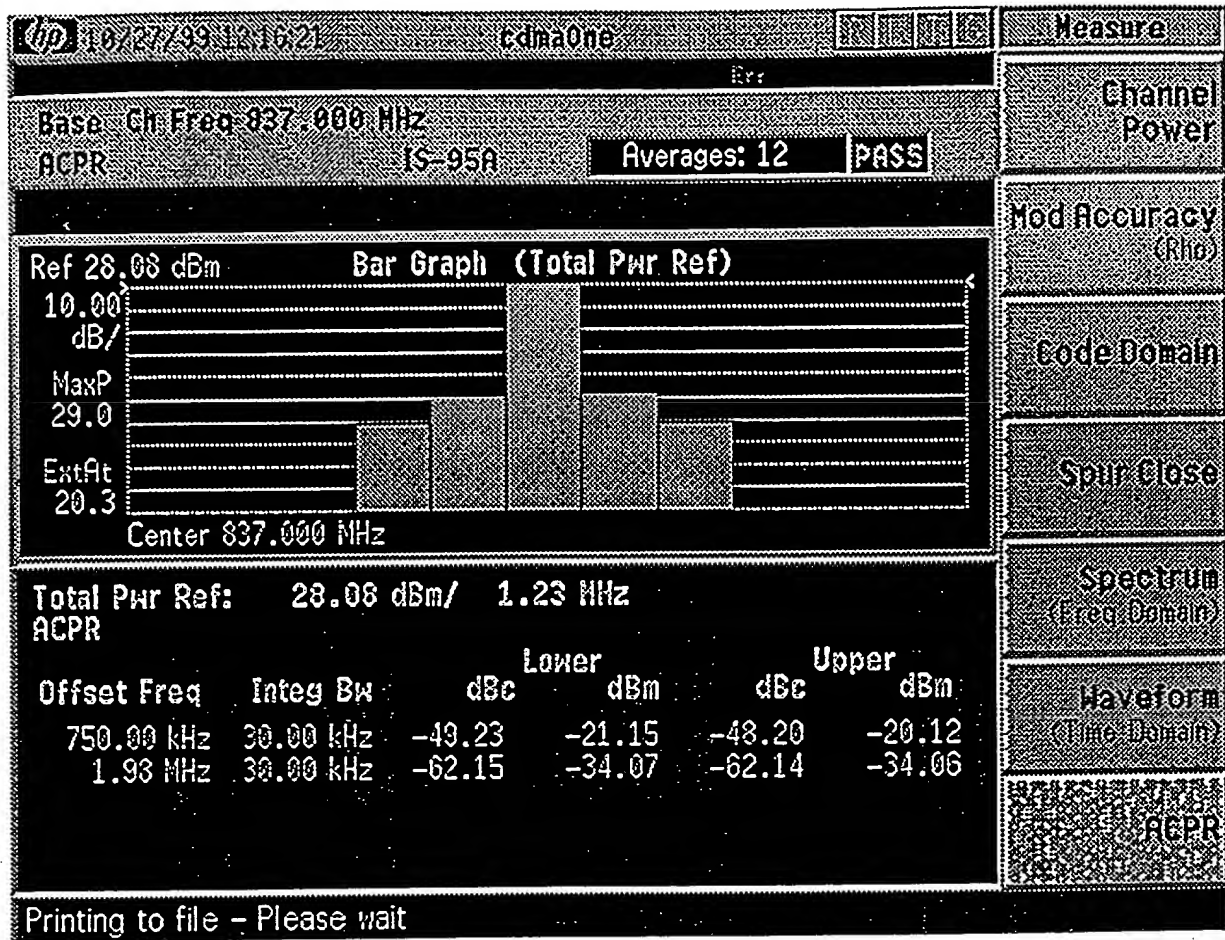 hp 10/27/99 12:16:21 cdmaOne R L T S
Err
Base Ch Freq 837.000 MHz
ACPR IS-95A Averages: 12 PASS
Ref 28.08 dBm Bar Graph (Total Pwr Ref)
10.00
dB/
MaxP
29.0
ExtAt
20.3
Center 837.000 MHz
Total Pwr Ref: 28.08 dBm/ 1.23 MHz
ACPR
Lower Upper
Offset Freq Integ Bw dBc dBm dBc dBm
750.00 kHz 30.00 kHz -49.23 -21.15 -48.20 -20.12
1.98 MHz 30.00 kHz -62.15 -34.07 -62.14 -34.06
Printing to file - Please wait
Measure
Channel
Power
Mod Accuracy
(Rho)
Code Domain
Spur Close
Spectrum
(Freq Domain)
Waveform
(Time Domain)
ACPR